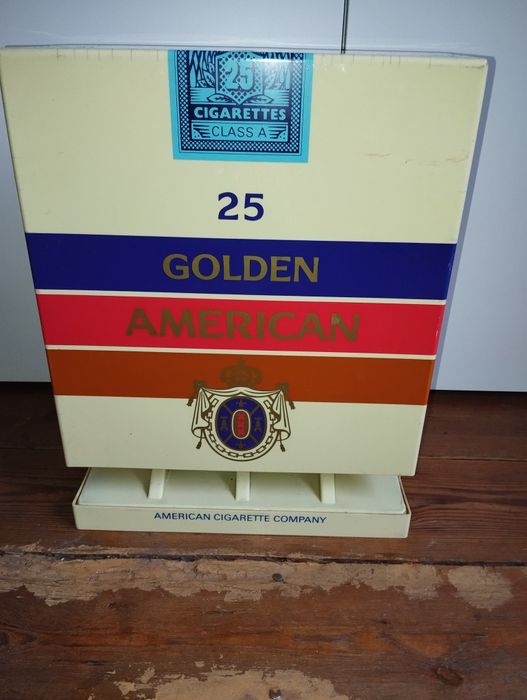 25
CIGARETTES
CLASS A
25
GOLDEN
AMERICAN
AMERICAN CIGARETTE COMPANY